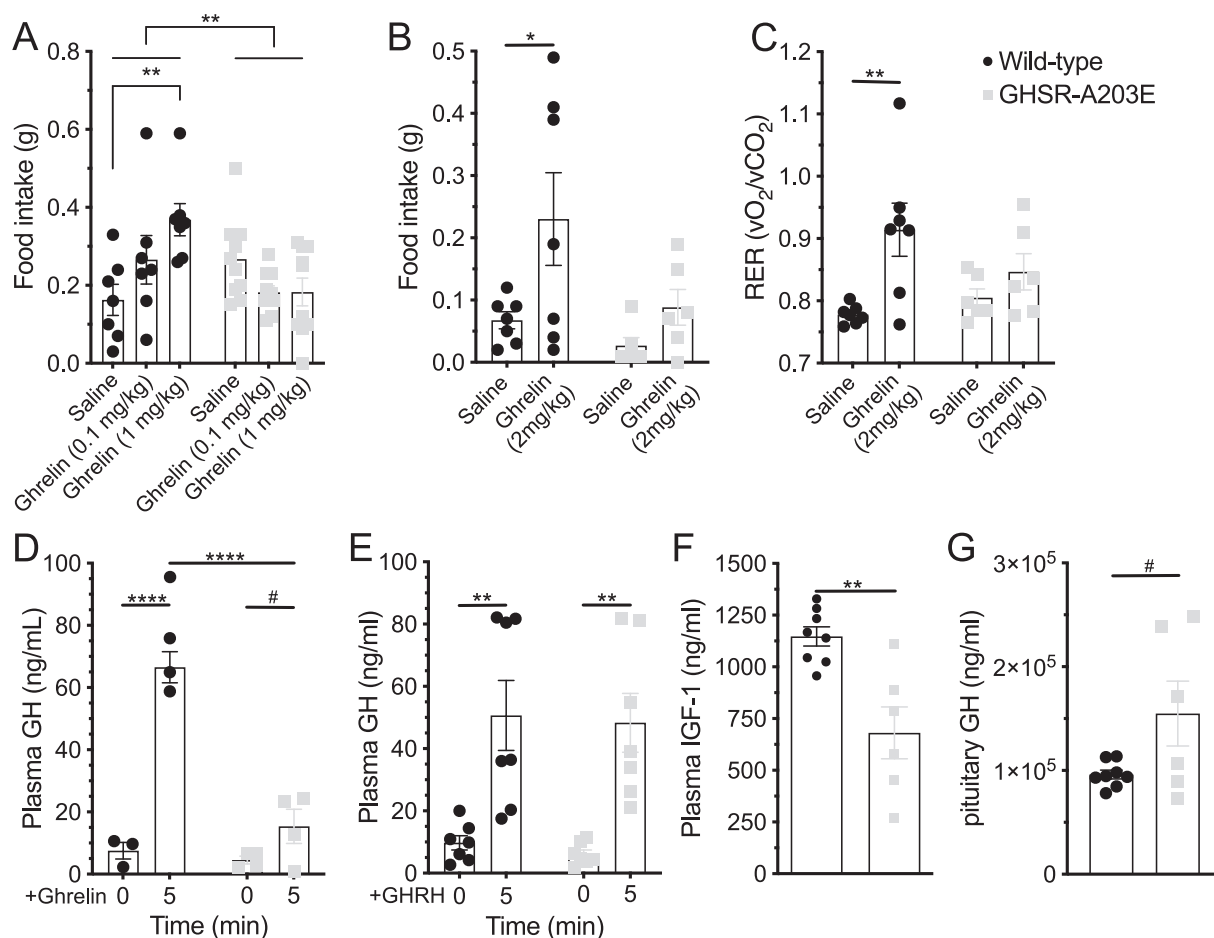 A
**
**
Food intake (g)
0.8
0.6
0.4
0.2
0.0
Saline
Ghrelin (0.1 mg/kg)
Ghrelin (1 mg/kg)
Saline
Ghrelin (0.1 mg/kg)
Ghrelin (1 mg/kg)
B
*
Food intake (g)
0.5
0.4
0.3
0.2
0.1
0.0
Saline
Ghrelin
(2mg/kg)
Saline
Ghrelin
(2mg/kg)
C
**
RER (vO₂/vCO₂)
1.2
1.1
1.0
0.9
0.8
0.7
Saline
Ghrelin
(2mg/kg)
Saline
Ghrelin
(2mg/kg)
Wild-type
GHSR-A203E
D
****
****
#
Plasma GH (ng/mL)
100
80
60
40
20
0
+Ghrelin 0 5 0 5
Time (min)
E
**
**
Plasma GH (ng/ml)
100
80
60
40
20
0
+GHRH 0 5 0 5
Time (min)
F
**
Plasma IGF-1 (ng/ml)
1500
1250
1000
750
500
250
0
G
#
pituitary GH (ng/ml)
3×10⁵
2×10⁵
1×10⁵
0